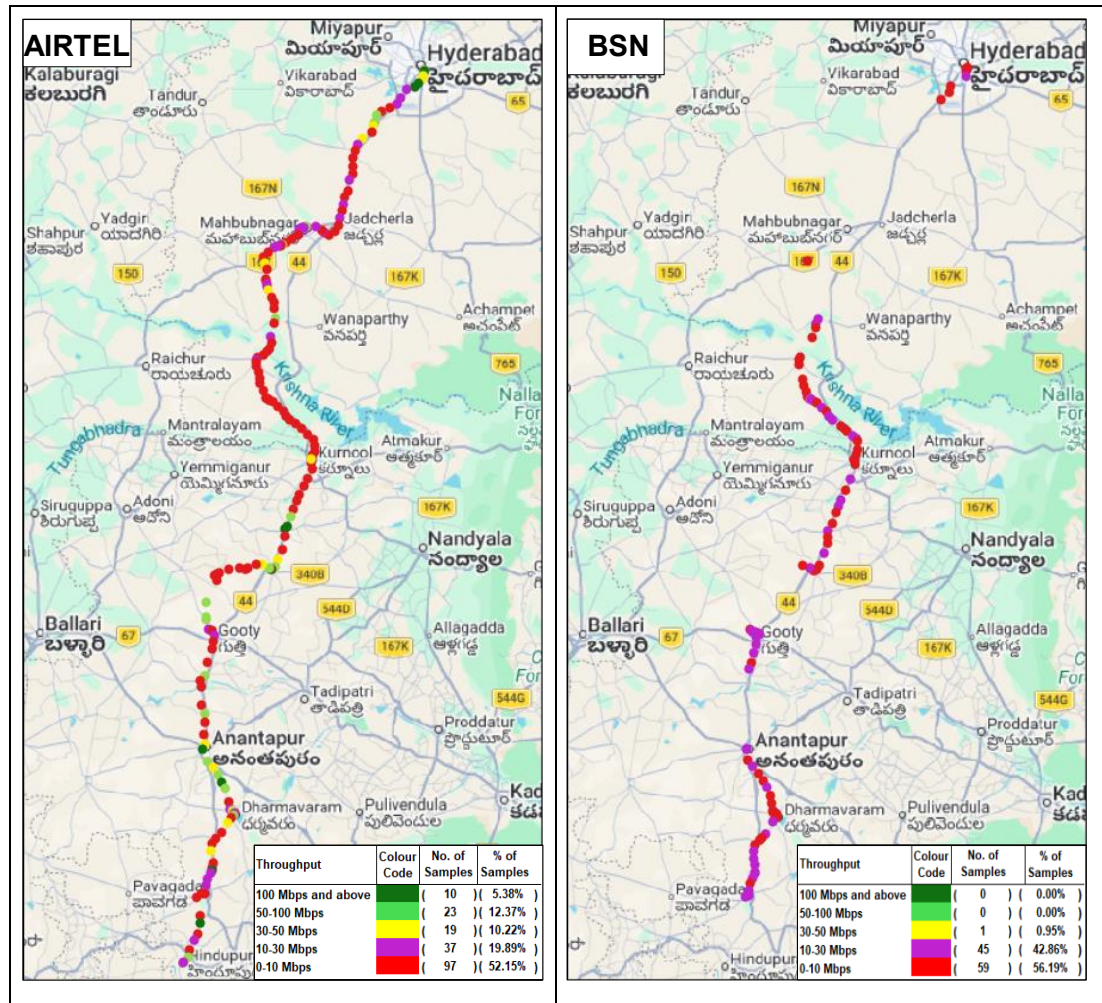 AIRTEL
Miyapur
మియాపూర్
Hyderabad
హైదరాబాద్
Kalaburagi
ಕಲಬುರಗಿ
Vikarabad
వికారాబాద్
Tandur
తాండూరు
65
167N
Yadgiri
ಯಾದಗಿರಿ
Shahpur
ಶಹಾಪುರ
Mahbubnagar
మహబూబ్‌నగర్
Jadcherla
జడ్చర్ల
150
44
167K
Wanaparthy
వనపర్తి
Achampet
అచంపేట్
Raichur
ರಾಯಚೂರು
765
Krishna River
Nalla
For
Tungabhadra
Mantralayam
మంత్రాలయం
Kurnool
కర్నూలు
Atmakur
ఆత్మకూర్
Yemmiganur
యెమ్మిగనూరు
Siruguppa
ಸಿರುಗುಪ್ಪ
Adoni
ఆదోని
167K
Nandyala
నంద్యాల
340B
44
544D
Ballari
ಬಳ್ಳಾರಿ
67
Gooty
గుత్తి
Allagadda
ఆళ్లగడ్డ
167K
Tadipatri
తాడిపత్రి
544G
Proddatur
ప్రొద్దుటూర్
Anantapur
అనంతపురం
Kad
కడప
Dharmavaram
ధర్మవరం
Pulivendula
పులివెందుల
Pavagada
ಪಾವಗಡ
Hindupur
Throughput Colour Code No. of Samples % of Samples
100 Mbps and above ( 10 )( 5.38% )
50-100 Mbps ( 23 )( 12.37% )
30-50 Mbps ( 19 )( 10.22% )
10-30 Mbps ( 37 )( 19.89% )
0-10 Mbps ( 97 )( 52.15% )
BSN
Miyapur
మియాపూర్
Hyderabad
హైదరాబాద్
Kalaburagi
ಕಲಬುರಗಿ
Vikarabad
వికారాబాద్
Tandur
తాండూరు
65
167N
Yadgiri
ಯಾದಗಿರಿ
Shahpur
ಶಹಾಪುರ
Mahbubnagar
మహబూబ్‌నగర్
Jadcherla
జడ్చర్ల
150
44
167K
Wanaparthy
వనపర్తి
Achampet
అచంపేట్
Raichur
ರಾಯಚೂರು
765
Krishna River
Nalla
For
Tungabhadra
Mantralayam
మంత్రాలయం
Kurnool
కర్నూలు
Atmakur
ఆత్మకూర్
Yemmiganur
యెమ్మిగనూరు
Siruguppa
ಸಿರುಗುಪ್ಪ
Adoni
ఆదోని
167K
Nandyala
నంద్యాల
340B
44
544D
Ballari
ಬಳ್ಳಾರಿ
67
Gooty
గుత్తి
Allagadda
ఆళ్లగడ్డ
167K
Tadipatri
తాడిపత్రి
544G
Proddatur
ప్రొద్దుటూర్
Anantapur
అనంతపురం
Kad
కడప
Dharmavaram
ధర్మవరం
Pulivendula
పులివెందుల
Pavagada
ಪಾವಗಡ
Hindupur
Throughput Colour Code No. of Samples % of Samples
100 Mbps and above ( 0 )( 0.00% )
50-100 Mbps ( 0 )( 0.00% )
30-50 Mbps ( 1 )( 0.95% )
10-30 Mbps ( 45 )( 42.86% )
0-10 Mbps ( 59 )( 56.19% )